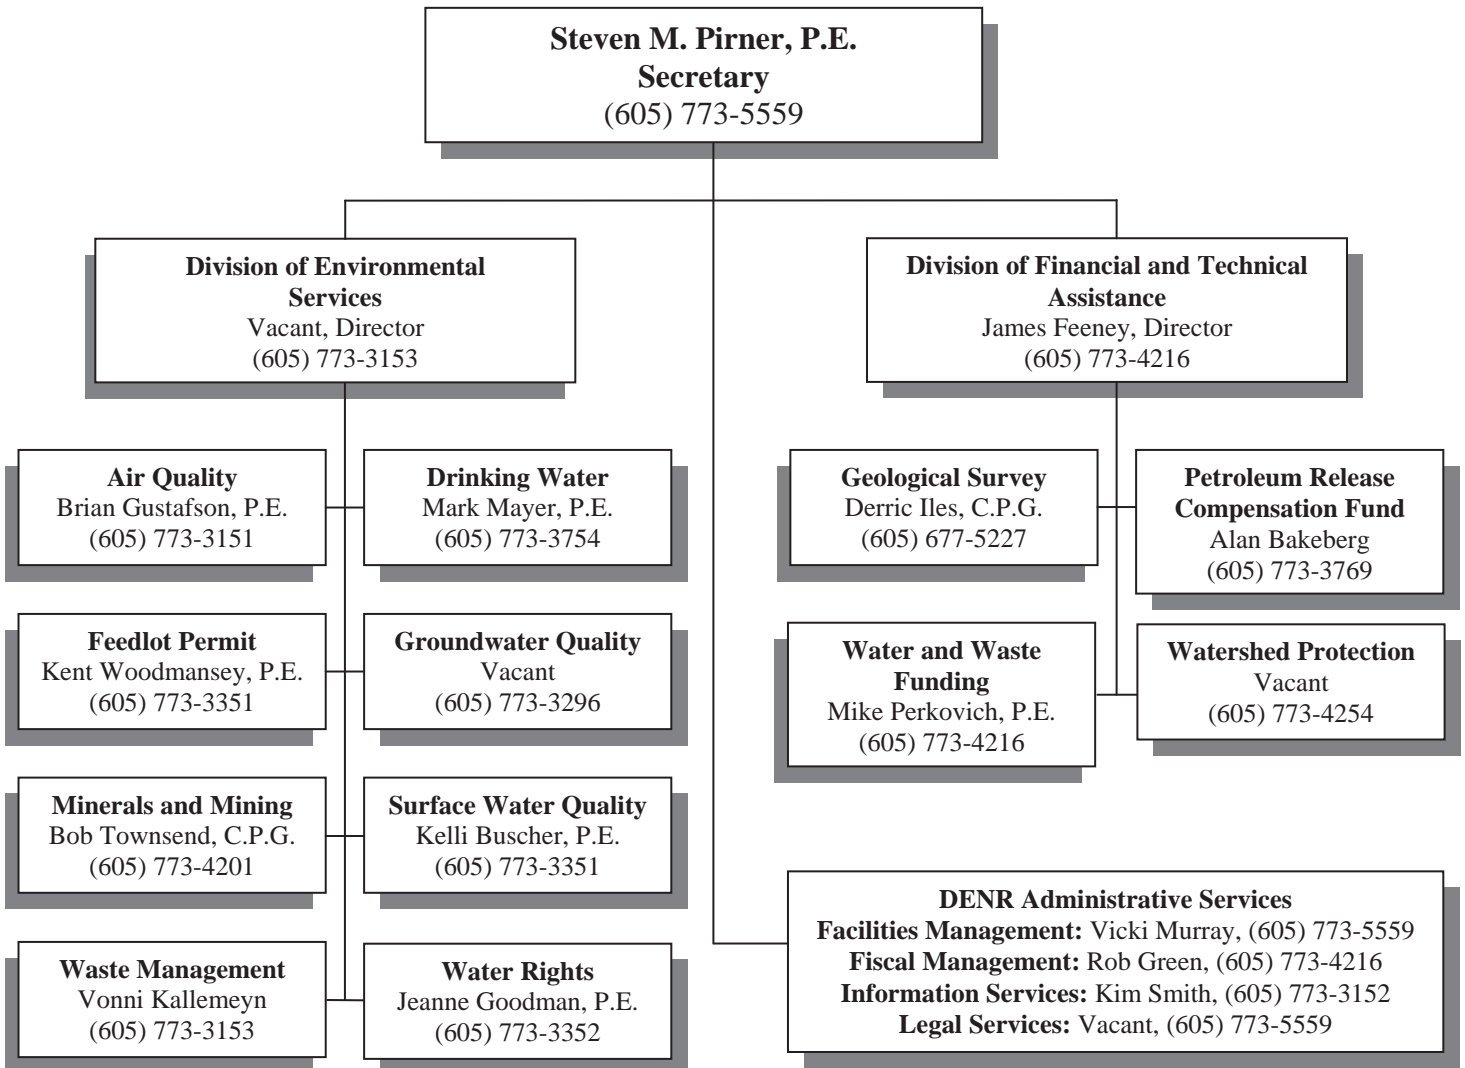 Steven M. Pirner, P.E.
Secretary
(605) 773-5559
Division of Environmental
Services
Vacant, Director
(605) 773-3153
Division of Financial and Technical
Assistance
James Feeney, Director
(605) 773-4216
Air Quality
Brian Gustafson, P.E.
(605) 773-3151
Drinking Water
Mark Mayer, P.E.
(605) 773-3754
Geological Survey
Derric Iles, C.P.G.
(605) 677-5227
Petroleum Release
Compensation Fund
Alan Bakeberg
(605) 773-3769
Feedlot Permit
Kent Woodmansey, P.E.
(605) 773-3351
Groundwater Quality
Vacant
(605) 773-3296
Water and Waste
Funding
Mike Perkovich, P.E.
(605) 773-4216
Watershed Protection
Vacant
(605) 773-4254
Minerals and Mining
Bob Townsend, C.P.G.
(605) 773-4201
Surface Water Quality
Kelli Buscher, P.E.
(605) 773-3351
Waste Management
Vonni Kallemeyn
(605) 773-3153
Water Rights
Jeanne Goodman, P.E.
(605) 773-3352
DENR Administrative Services
Facilities Management: Vicki Murray, (605) 773-5559
Fiscal Management: Rob Green, (605) 773-4216
Information Services: Kim Smith, (605) 773-3152
Legal Services: Vacant, (605) 773-5559